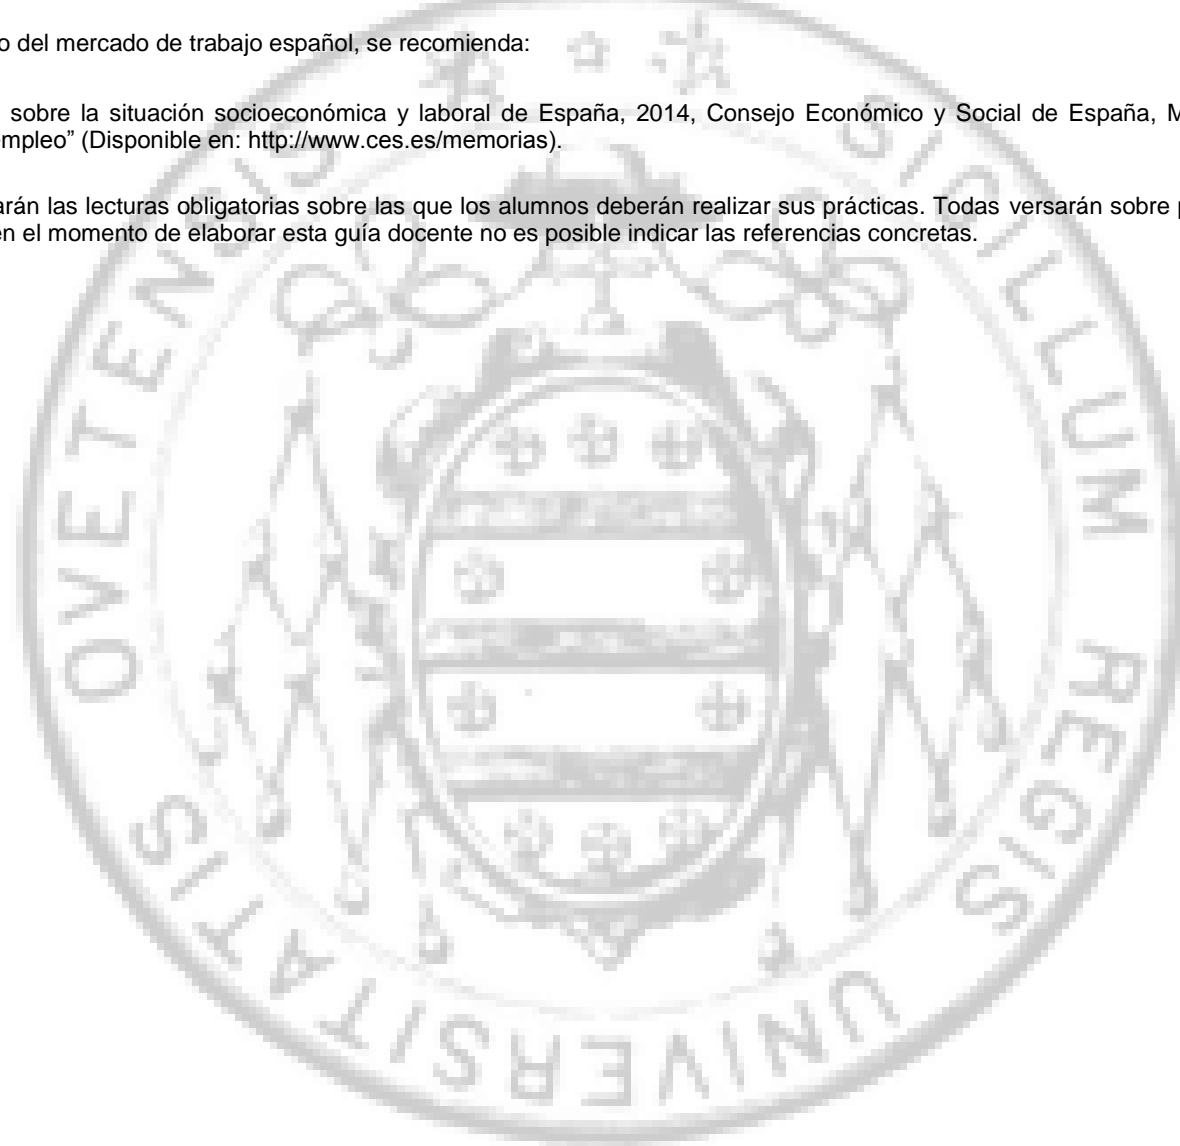 o del mercado de trabajo español, se recomienda:
sobre la situación socioeconómica y laboral de España, 2014, Consejo Económico y Social de España, M
empleo” (Disponible en: http://www.ces.es/memorias).
arán las lecturas obligatorias sobre las que los alumnos deberán realizar sus prácticas. Todas versarán sobre p
en el momento de elaborar esta guía docente no es posible indicar las referencias concretas.
SIGILLUM REGIS UNIVERSITATIS OVETENSIS